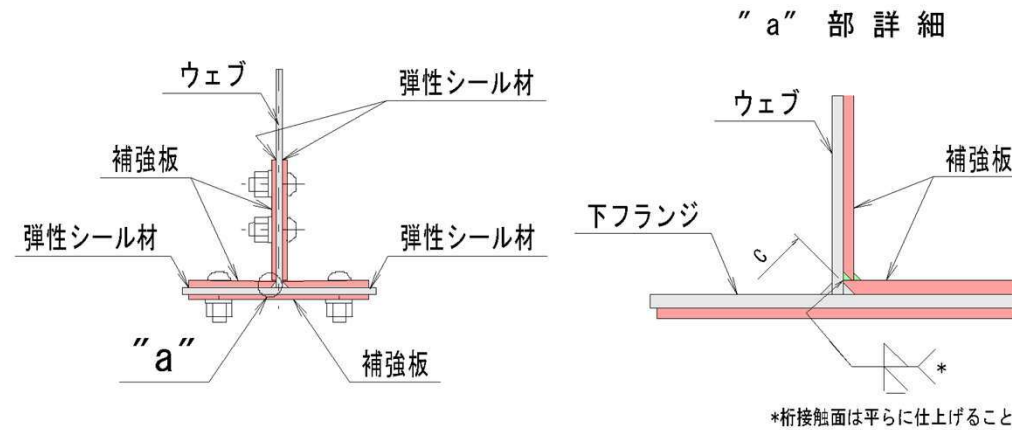 "a" 部詳細
ウェブ
弾性シール材
補強板
弾性シール材
弾性シール材
"a"
補強板
ウェブ
補強板
下フランジ
C
*
*桁接触面は平らに仕上げること